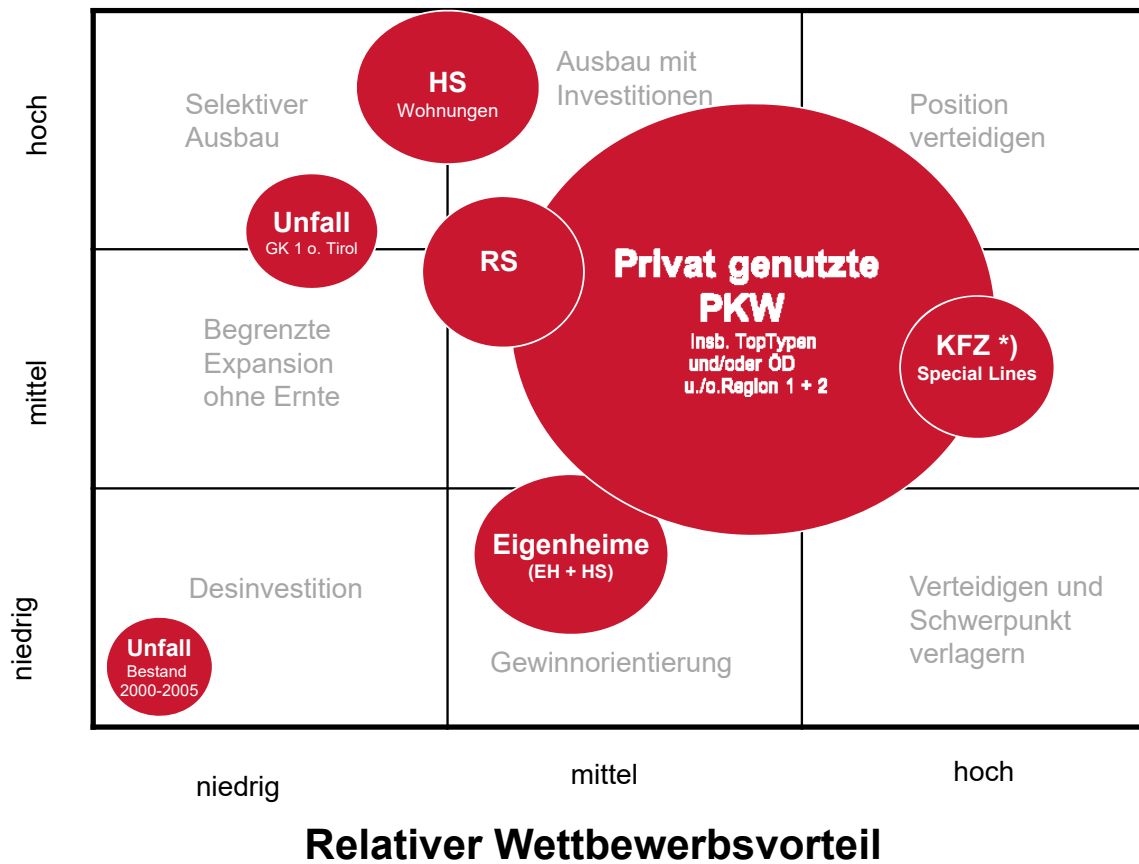 hoch
mittel
niedrig
Selektiver
Ausbau
HS
Wohnungen
Ausbau mit
Investitionen
Position
verteidigen
Unfall
GK 1 o. Tirol
RS
Privat genutzte
PKW
insb. TopTypen
und/oder ÖD
u./o.Region 1 + 2
KFZ *)
Special Lines
Begrenzte
Expansion
ohne Ernte
Eigenheime
(EH + HS)
Desinvestition
Verteidigen und
Schwerpunkt
verlagern
Unfall
Bestand
2000-2005
Gewinnorientierung
niedrig
mittel
hoch
Relativer Wettbewerbsvorteil